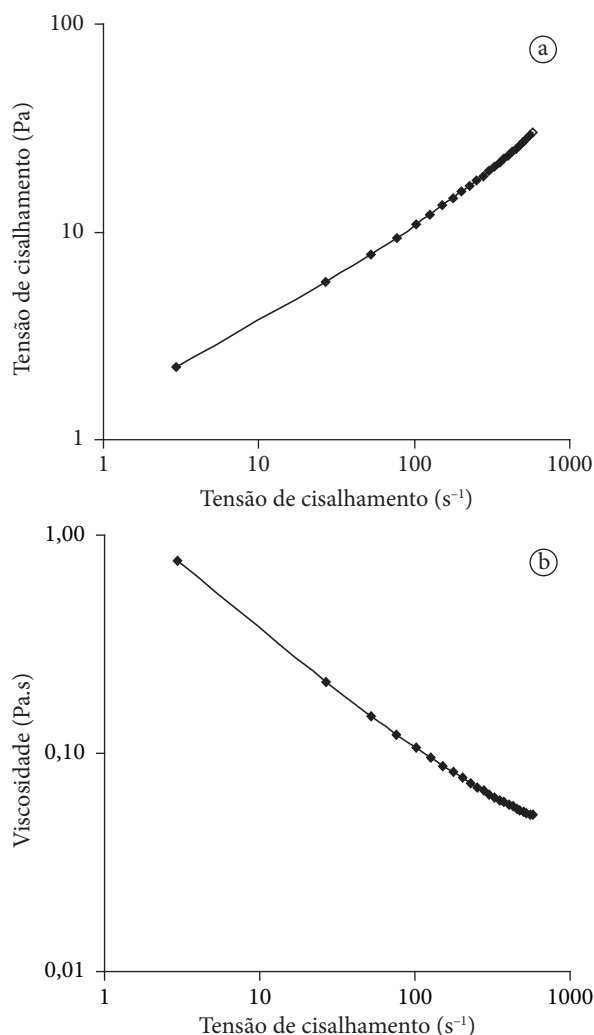 100
a
Tensão de cisalhamento (Pa)
10
1
1 10 100 1000
Tensão de cisalhamento (s⁻¹)
1,00
b
Viscosidade (Pa.s)
0,10
0,01
1 10 100 1000
Tensão de cisalhamento (s⁻¹)